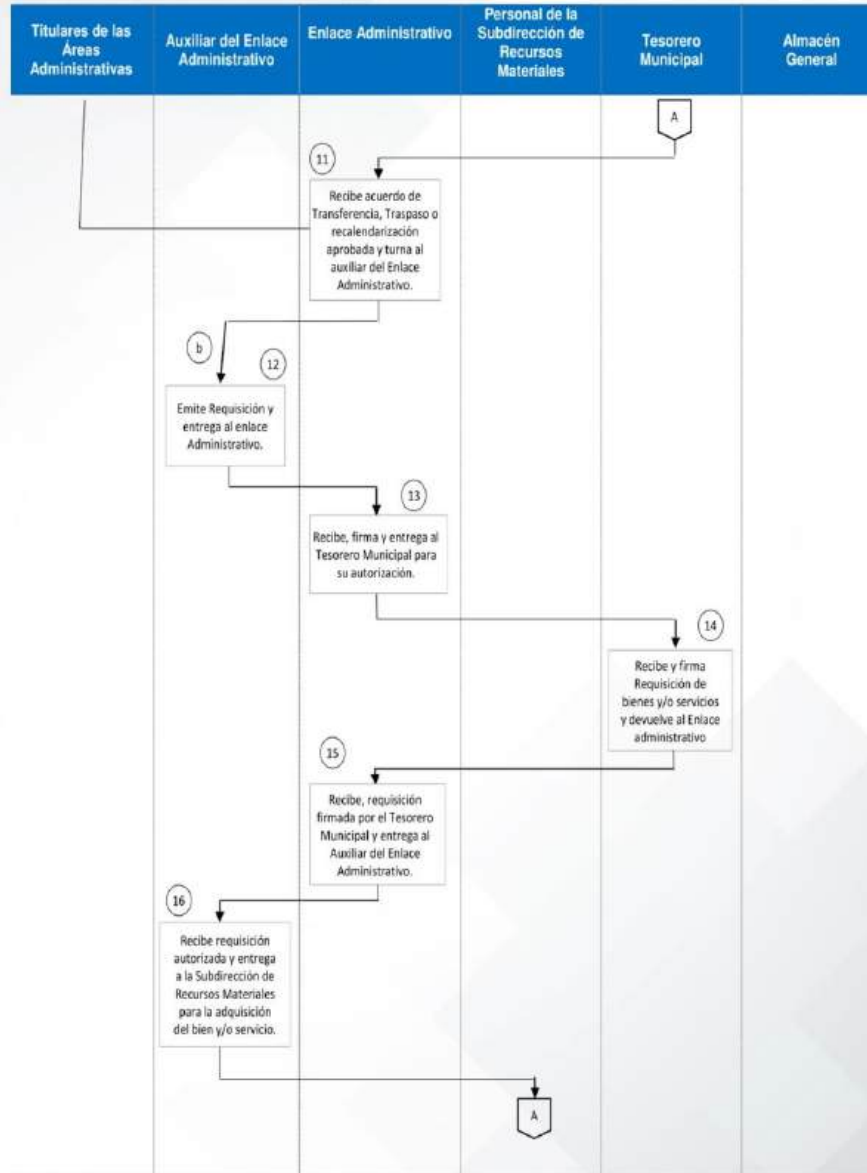 Titulares de las
Áreas
Administrativas
Auxiliar del Enlace
Administrativo
Enlace Administrativo
Personal de la
Subdirección de
Recursos
Materiales
Tesorero
Municipal
Almacén
General
A
11
Recibe acuerdo de
Transferencia, Traspaso o
recalendarización
aprobada y turna al
auxiliar del Enlace
Administrativo.
b
12
Emite Requisición y
entrega al enlace
Administrativo.
13
Recibe, firma y entrega al
Tesorero Municipal para
su autorización.
14
Recibe y firma
Requisición de
bienes y/o servicios
y devuelve al Enlace
administrativo
15
Recibe, requisición
firmada por el Tesorero
Municipal y entrega al
Auxiliar del Enlace
Administrativo.
16
Recibe requisición
autorizada y entrega
a la Subdirección de
Recursos Materiales
para la adquisición
del bien y/o servicio.
A